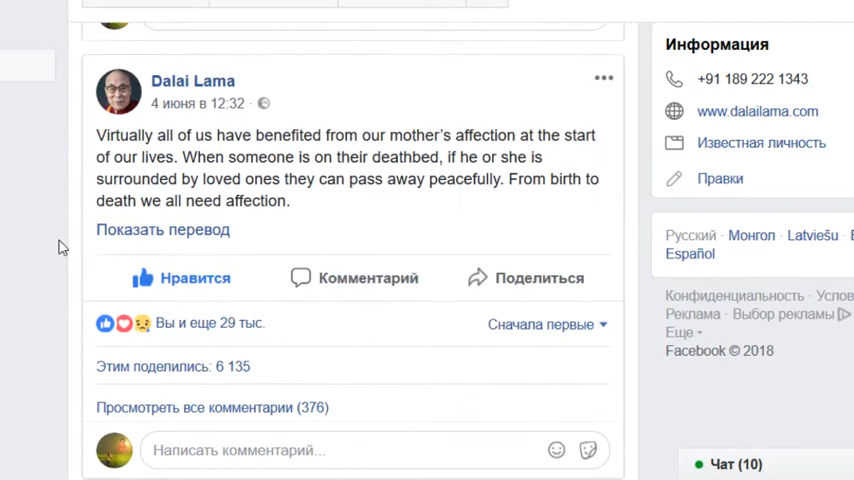 Dalai Lama
4 июня в 12:32 ·
Virtually all of us have benefited from our mother's affection at the start
of our lives. When someone is on their deathbed, if he or she is
surrounded by loved ones they can pass away peacefully. From birth to
death we all need affection.
Показать перевод
Нравится Комментарий Поделиться
Вы и еще 29 тыс. Сначала первые
Этим поделились: 6 135
Просмотреть все комментарии (376)
Написать комментарий...
Информация
+91 189 222 1343
www.dalailama.com
Известная личность
Правки
Русский · Монгол · Latviešu ·
Español
Конфиденциальность ·
Реклама · Выбор рекламы
Еще
Facebook © 2018
Чат (10)